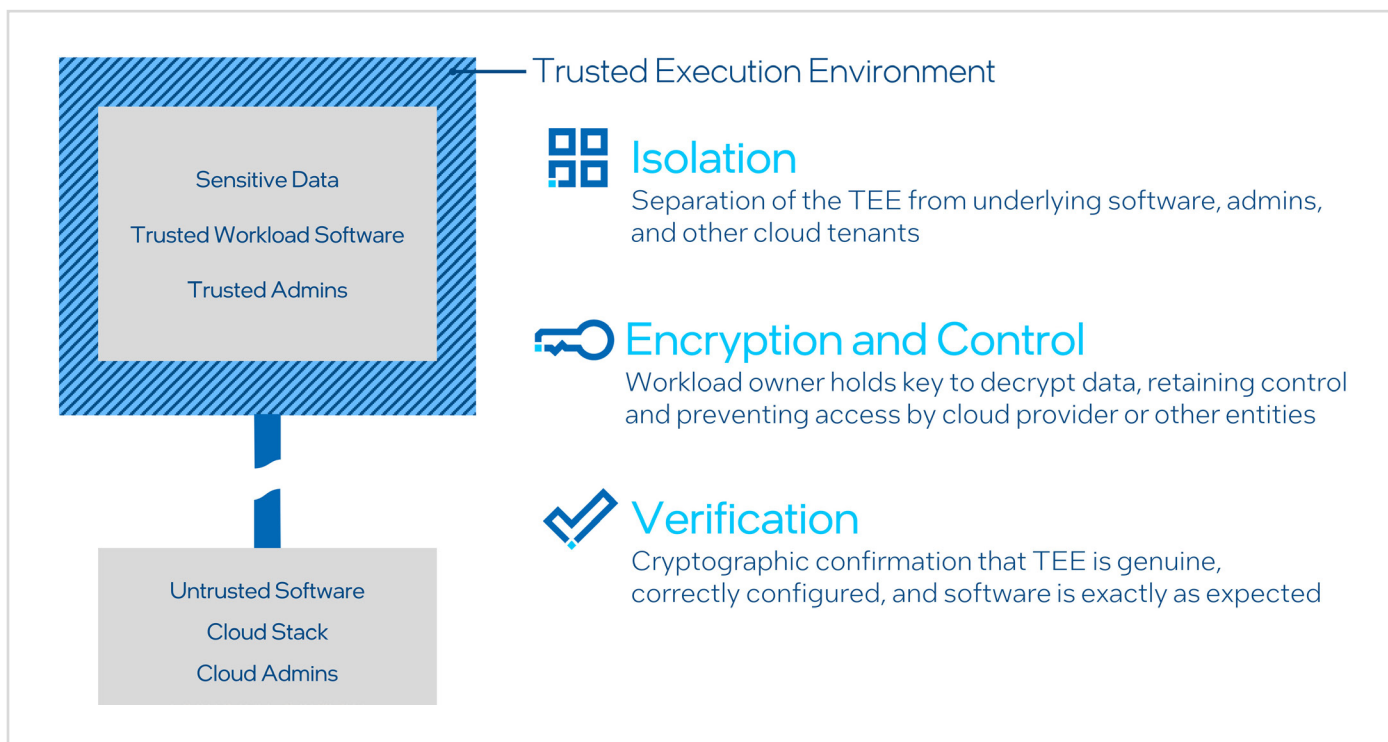 Trusted Execution Environment
Sensitive Data
Trusted Workload Software
Trusted Admins
Untrusted Software
Cloud Stack
Cloud Admins
Isolation
Separation of the TEE from underlying software, admins,
and other cloud tenants
Encryption and Control
Workload owner holds key to decrypt data, retaining control
and preventing access by cloud provider or other entities
Verification
Cryptographic confirmation that TEE is genuine,
correctly configured, and software is exactly as expected